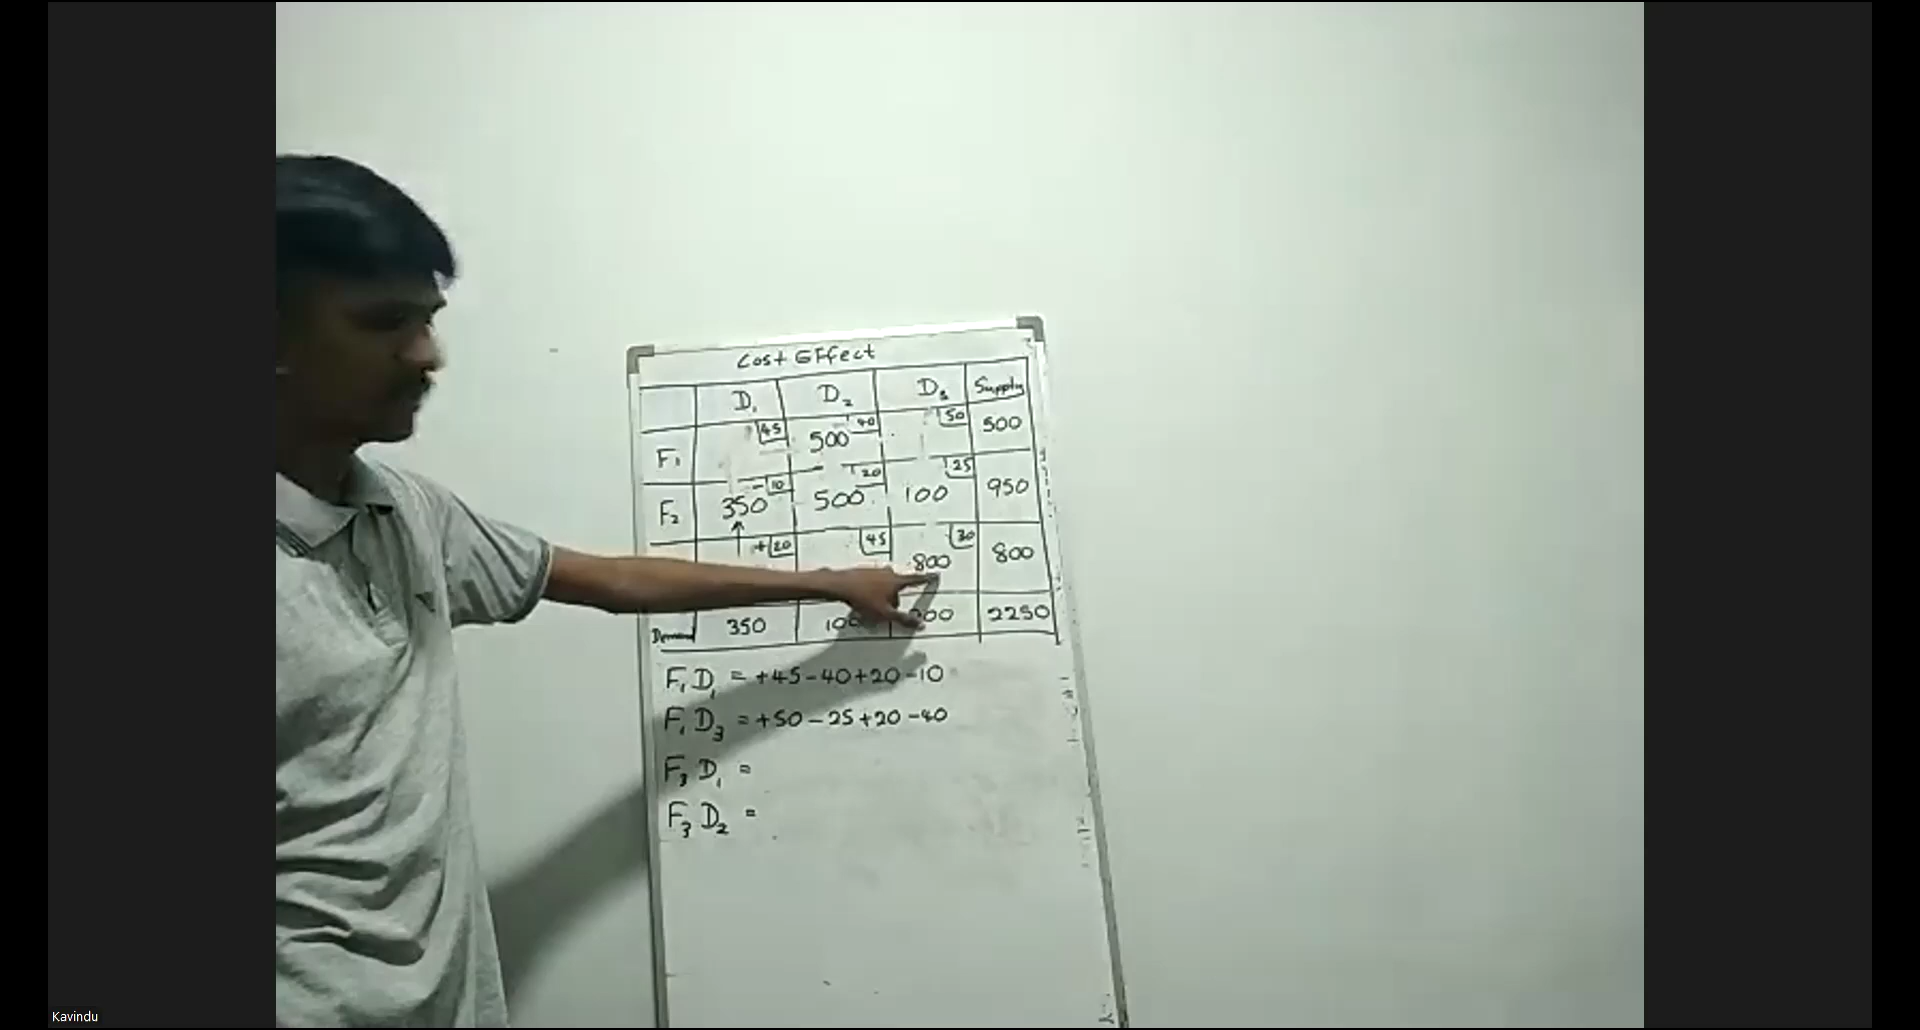 Cost Effect
D₁ D₂ D₃ Supply
45 40 50
F₁ 500 500
-10 20 25
F₂ 350 500 100 950
+20 45 30
800 800
Demand 350 2250
F₁D₁ = +45-40+20-10
F₁D₃ = +50-25+20-40
F₃D₁ =
F₃D₂ =
Kavindu